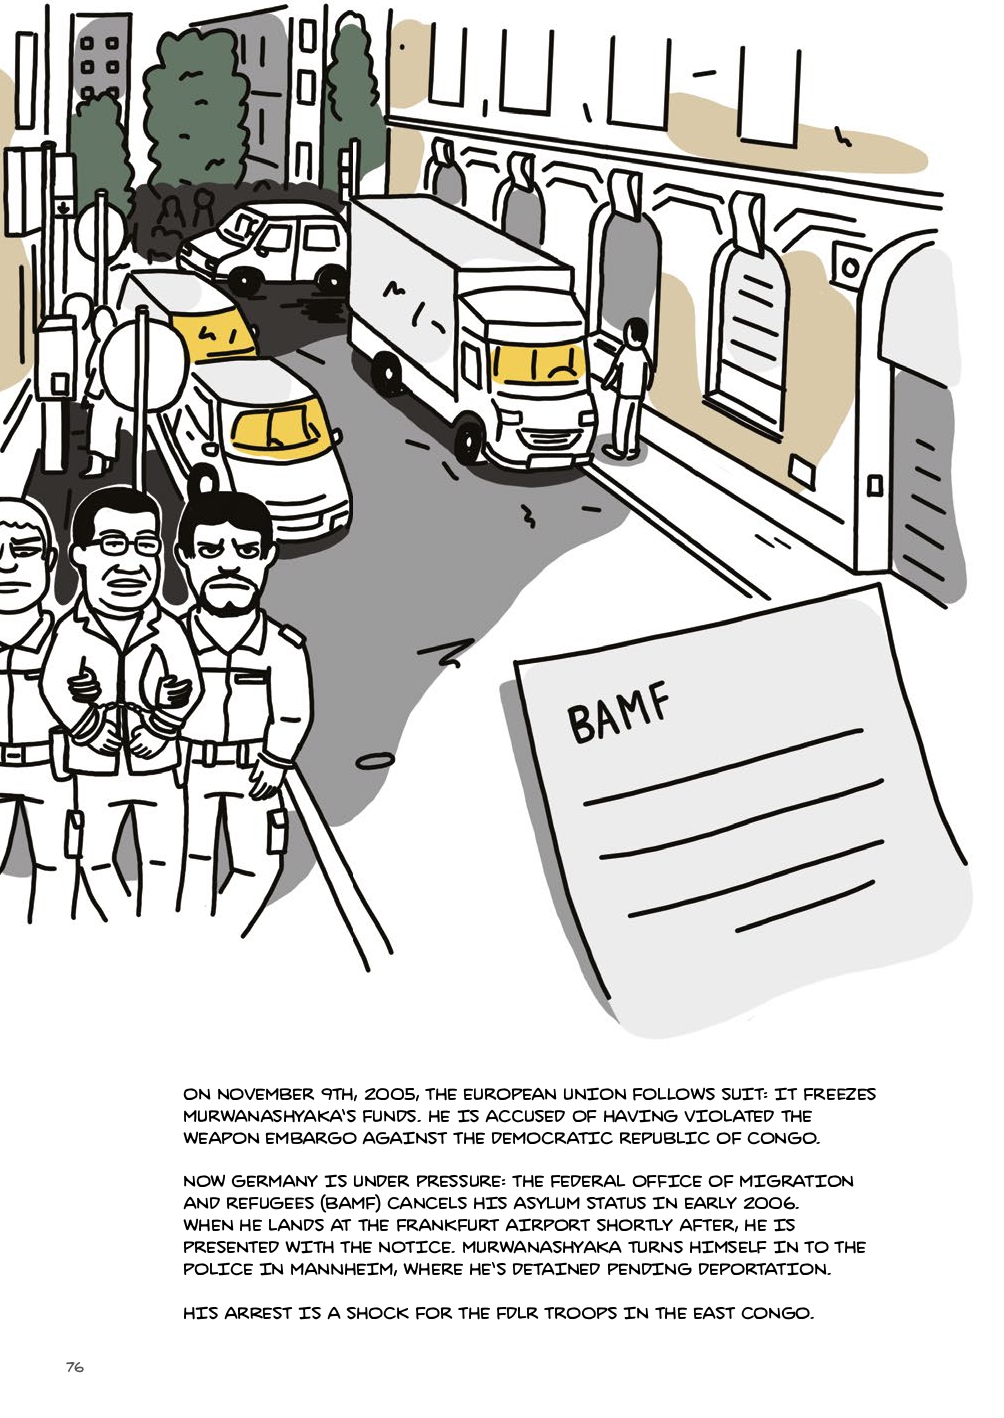 BAMF
ON NOVEMBER 9TH, 2005, THE EUROPEAN UNION FOLLOWS SUIT: IT FREEZES
MURWANASHYAKA'S FUNDS. HE IS ACCUSED OF HAVING VIOLATED THE
WEAPON EMBARGO AGAINST THE DEMOCRATIC REPUBLIC OF CONGO.
NOW GERMANY IS UNDER PRESSURE: THE FEDERAL OFFICE OF MIGRATION
AND REFUGEES (BAMF) CANCELS HIS ASYLUM STATUS IN EARLY 2006.
WHEN HE LANDS AT THE FRANKFURT AIRPORT SHORTLY AFTER, HE IS
PRESENTED WITH THE NOTICE. MURWANASHYAKA TURNS HIMSELF IN TO THE
POLICE IN MANNHEIM, WHERE HE'S DETAINED PENDING DEPORTATION.
HIS ARREST IS A SHOCK FOR THE FDLR TROOPS IN THE EAST CONGO.
76